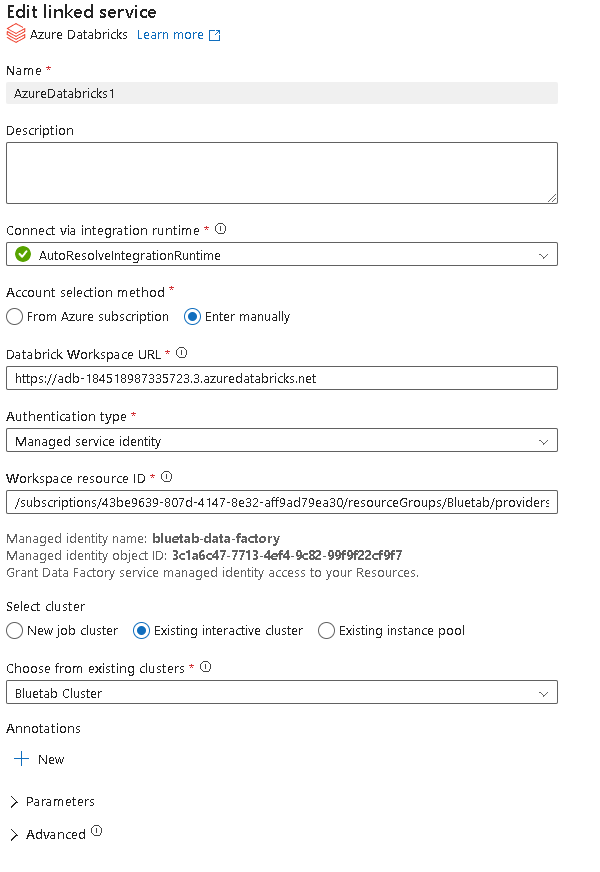 Edit linked service
Azure Databricks Learn more
Name *
AzureDatabricks1
Description
Connect via integration runtime *
AutoResolveIntegrationRuntime
Account selection method *
From Azure subscription Enter manually
Databrick Workspace URL *
https://adb-184518987335723.3.azuredatabricks.net
Authentication type *
Managed service identity
Workspace resource ID *
/subscriptions/43be9639-807d-4147-8e32-aff9ad79ea30/resourceGroups/Bluetab/providers
Managed identity name: bluetab-data-factory
Managed identity object ID: 3c1a6c47-7713-4ef4-9c82-99f9f22cf9f7
Grant Data Factory service managed identity access to your Resources.
Select cluster
New job cluster Existing interactive cluster Existing instance pool
Choose from existing clusters *
Bluetab Cluster
Annotations
New
Parameters
Advanced